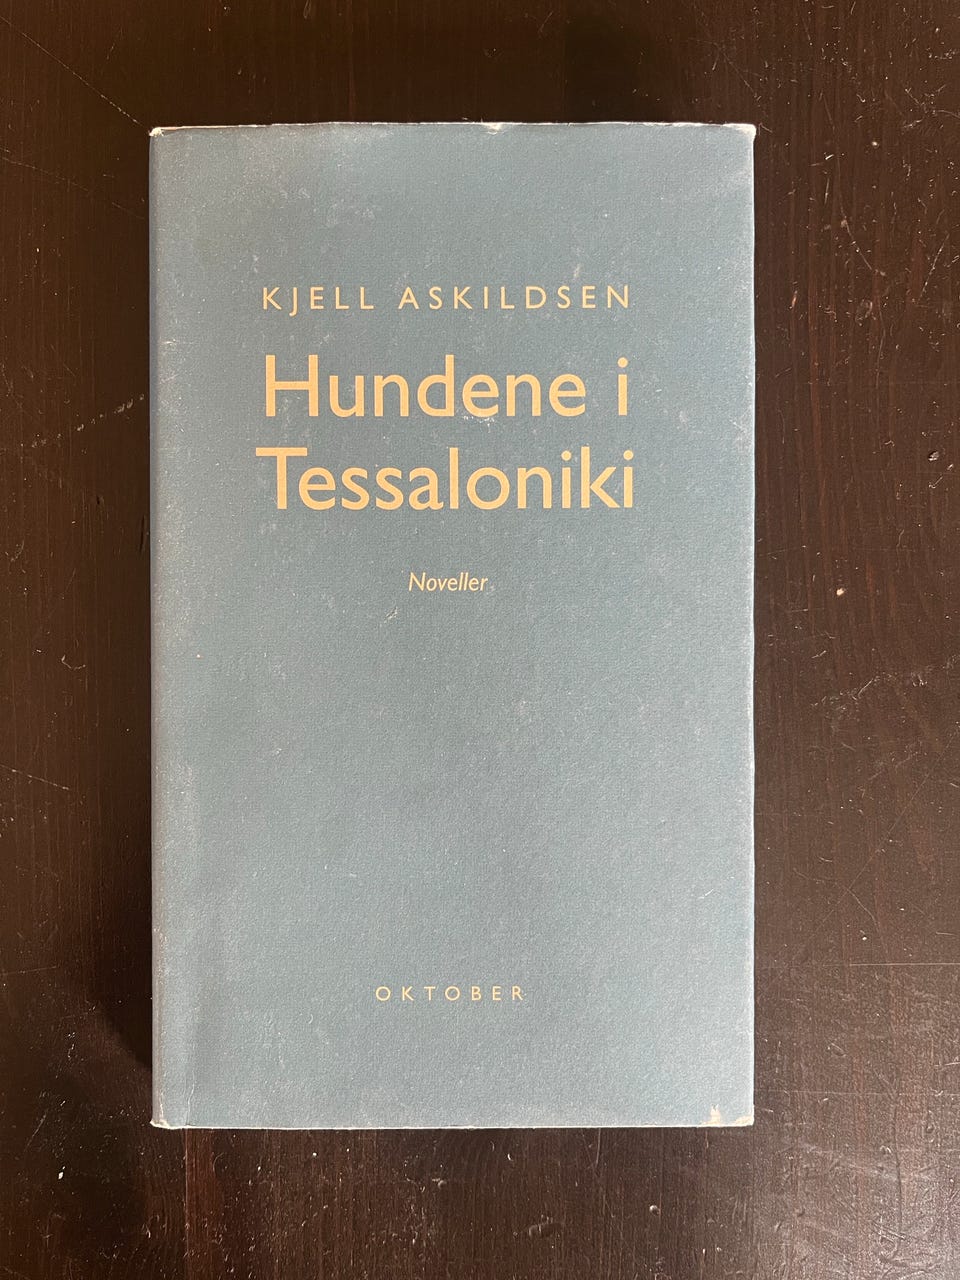 KJELL ASKILDSEN
Hundene i
Tessaloniki
Noveller
OKTOBER